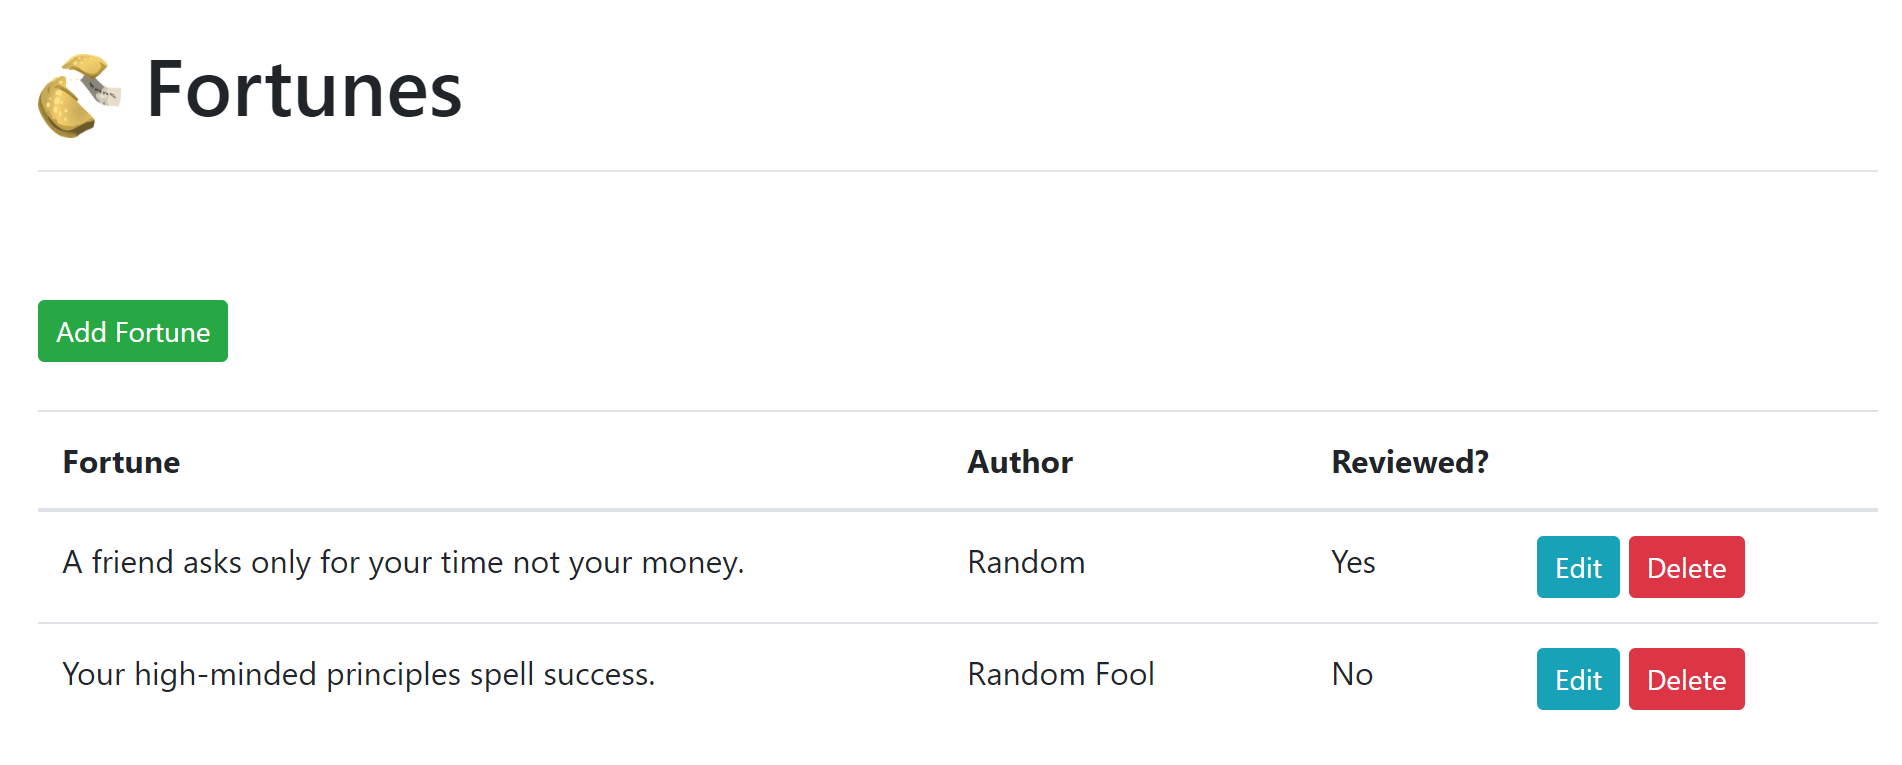 Fortunes
Add Fortune
Fortune Author Reviewed?
A friend asks only for your time not your money. Random Yes Edit Delete
Your high-minded principles spell success. Random Fool No Edit Delete